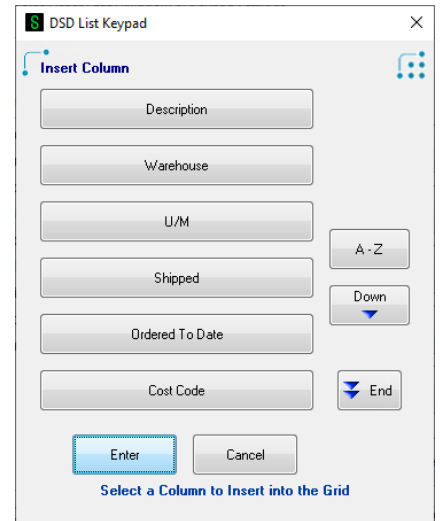 S DSD List Keypad
Insert Column
Description
Warehouse
U/M
Shipped
A - Z
Down
Ordered To Date
Cost Code
End
Enter
Cancel
Select a Column to Insert into the Grid